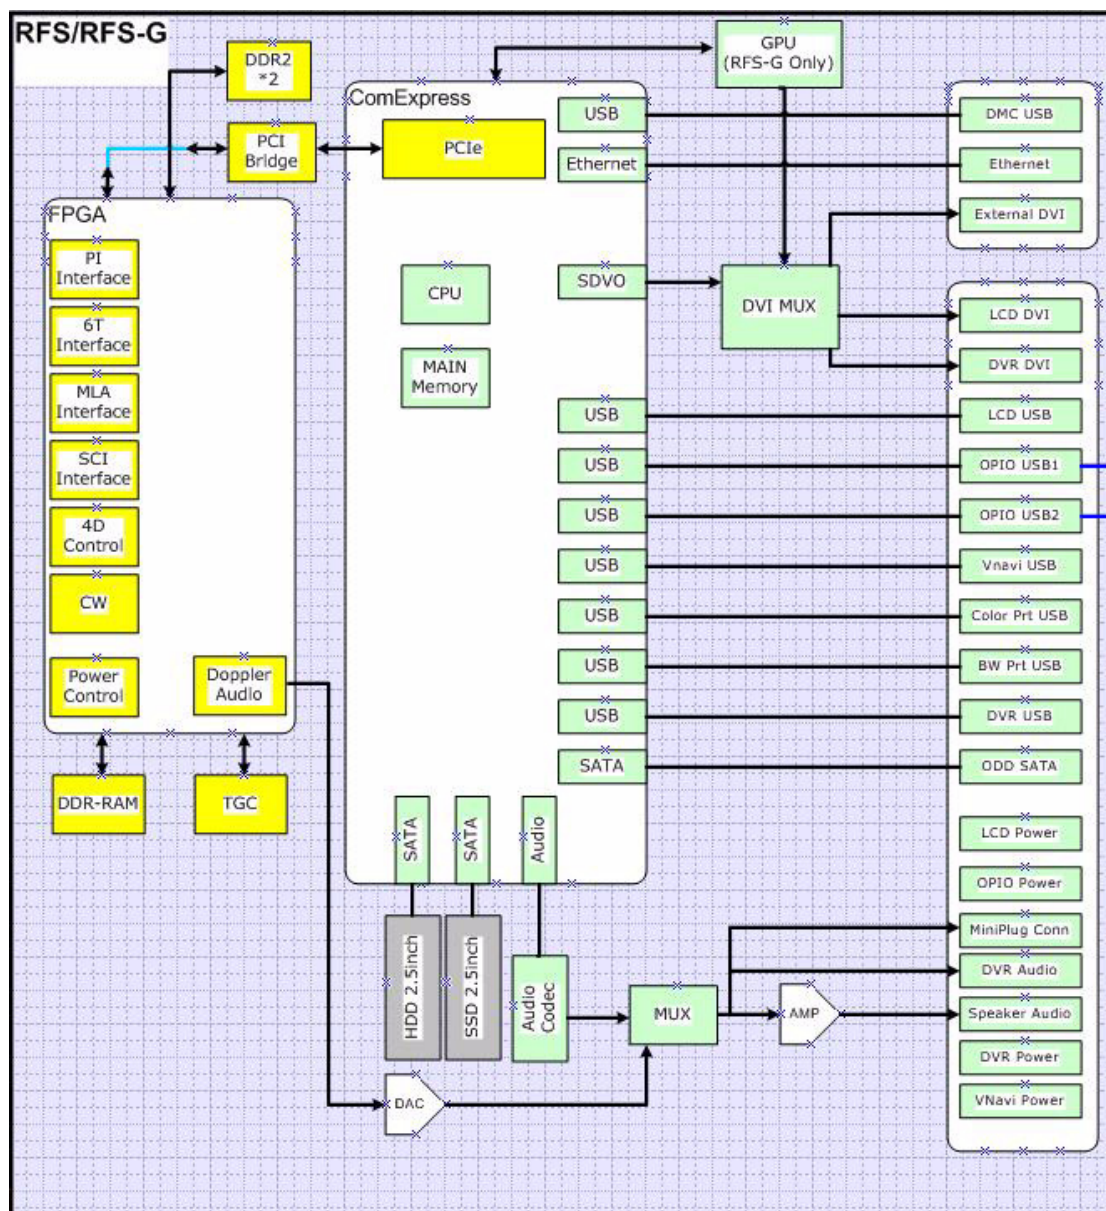 RFS/RFS-G
DDR2
*2
GPU
(RFS-G Only)
ComExpress
PCI
Bridge
PCIe
USB
Ethernet
DMC USB
Ethernet
External DVI
FPGA
PI
Interface
6T
Interface
MLA
Interface
SCI
Interface
4D
Control
CW
Power
Control
Doppler
Audio
DDR-RAM
TGC
CPU
MAIN
Memory
SDVO
DVI MUX
USB
USB
USB
USB
USB
USB
USB
SATA
LCD DVI
DVR DVI
LCD USB
OPIO USB1
OPIO USB2
Vnavi USB
Color Prt USB
BW Prt USB
DVR USB
ODD SATA
LCD Power
OPIO Power
MiniPlug Conn
DVR Audio
Speaker Audio
DVR Power
VNavi Power
SATA
SATA
Audio
HDD 2.5inch
SSD 2.5inch
Audio
Codec
MUX
AMP
DAC